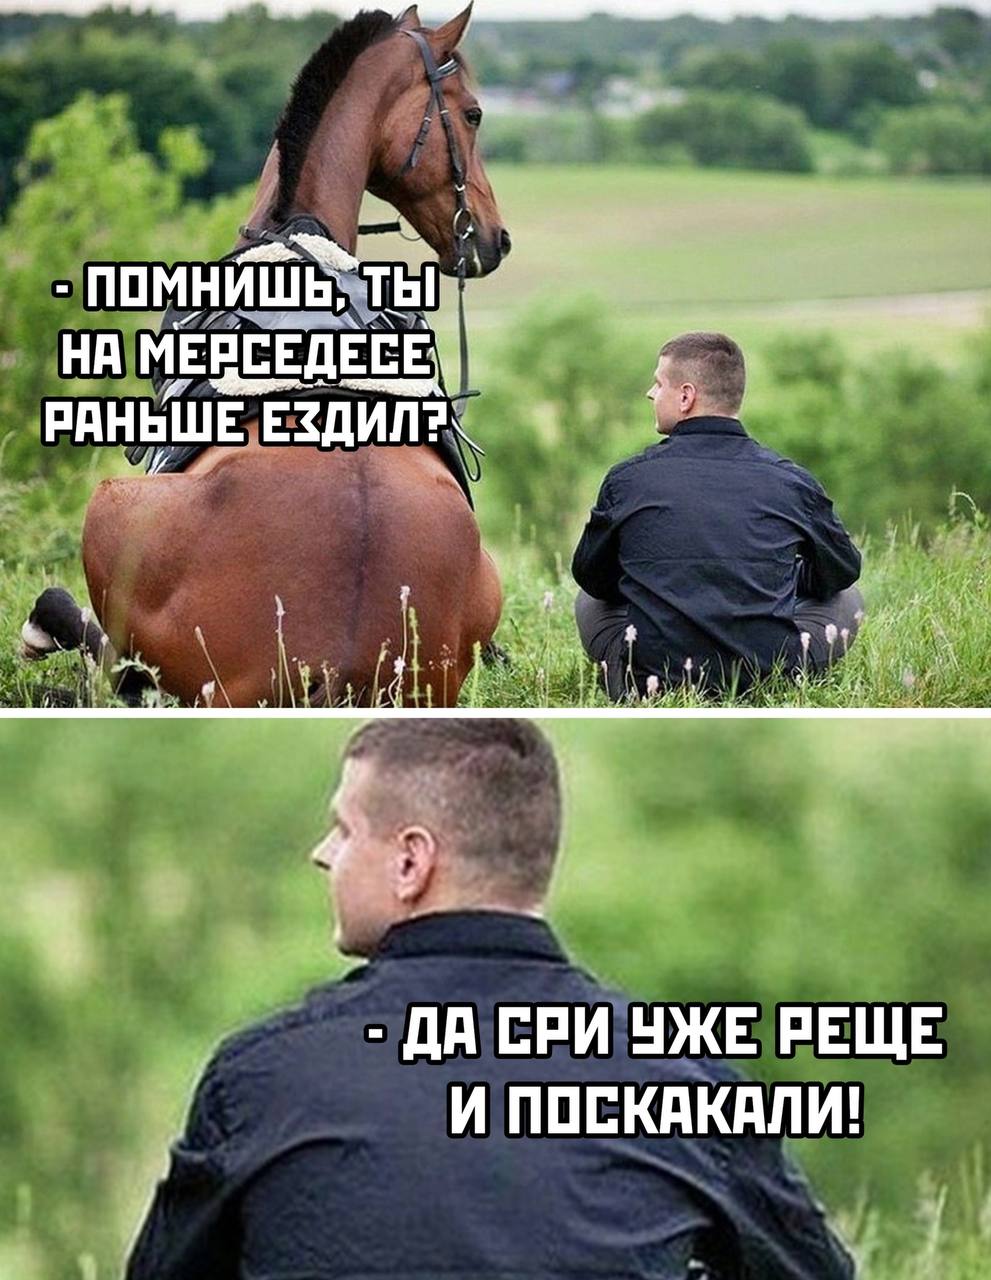 - ПОМНИШЬ, ТЫ
НА МЕРСЕДЕСЕ
РАНЬШЕ ЕЗДИЛ?
- ДА СРИ УЖЕ РЕЩЕ
И ПОСКАКАЛИ!